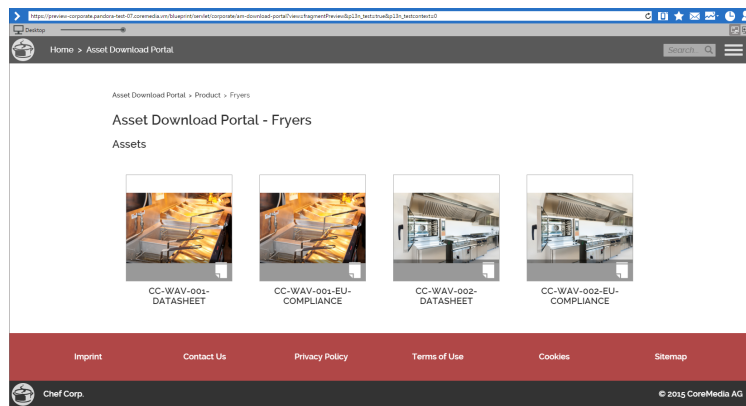 https://preview-corporate.pandora-test-07.coremedia.vm/blueprint/servlet/corporate/am-download-portal?view=fragmentPreview&p13n_test=true&p13n_testcontext=0
Desktop
Home > Asset Download Portal
Search
Asset Download Portal > Product > Fryers
Asset Download Portal - Fryers
Assets
CC-WAV-001-
DATASHEET
CC-WAV-001-EU-
COMPLIANCE
CC-WAV-002-
DATASHEET
CC-WAV-002-EU-
COMPLIANCE
Imprint Contact Us Privacy Policy Terms of Use Cookies Sitemap
Chef Corp. © 2015 CoreMedia AG